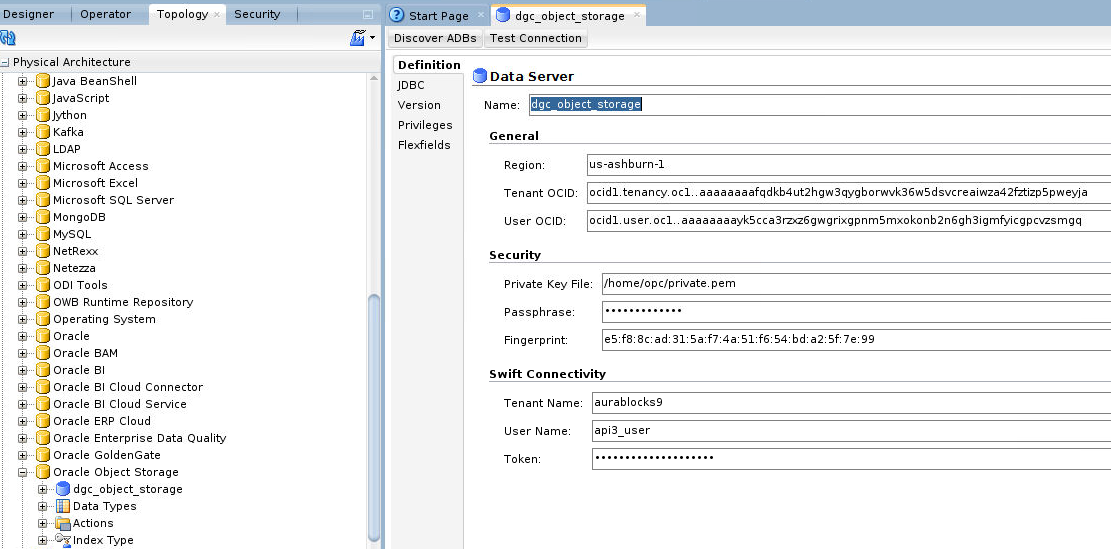 Designer
Operator
Topology
Security
Physical Architecture
Java BeanShell
JavaScript
Jython
Kafka
LDAP
Microsoft Access
Microsoft Excel
Microsoft SQL Server
MongoDB
MySQL
NetRexx
Netezza
ODI Tools
OWB Runtime Repository
Operating System
Oracle
Oracle BAM
Oracle BI
Oracle BI Cloud Connector
Oracle BI Cloud Service
Oracle ERP Cloud
Oracle Enterprise Data Quality
Oracle GoldenGate
Oracle Object Storage
dgc_object_storage
Data Types
Actions
Index Type
Start Page
dgc_object_storage
Discover ADBs
Test Connection
Definition
JDBC
Version
Privileges
Flexfields
Data Server
Name: dgc_object_storage
General
Region: us-ashburn-1
Tenant OCID: ocid1.tenancy.oc1..aaaaaaaafqdkb4ut2hgw3qygborwvk36w5dsvcreaiwza42fztizp5pweyja
User OCID: ocid1.user.oc1..aaaaaaaayk5cca3rzxz6gwgrixgpnm5mxokonb2n6gh3igmfyicgpcvzsmgq
Security
Private Key File: /home/opc/private.pem
Passphrase: •••••••••••••
Fingerprint: e5:f8:8c:ad:31:5a:f7:4a:51:f6:54:bd:a2:5f:7e:99
Swift Connectivity
Tenant Name: aurablocks9
User Name: api3_user
Token: ••••••••••••••••••••